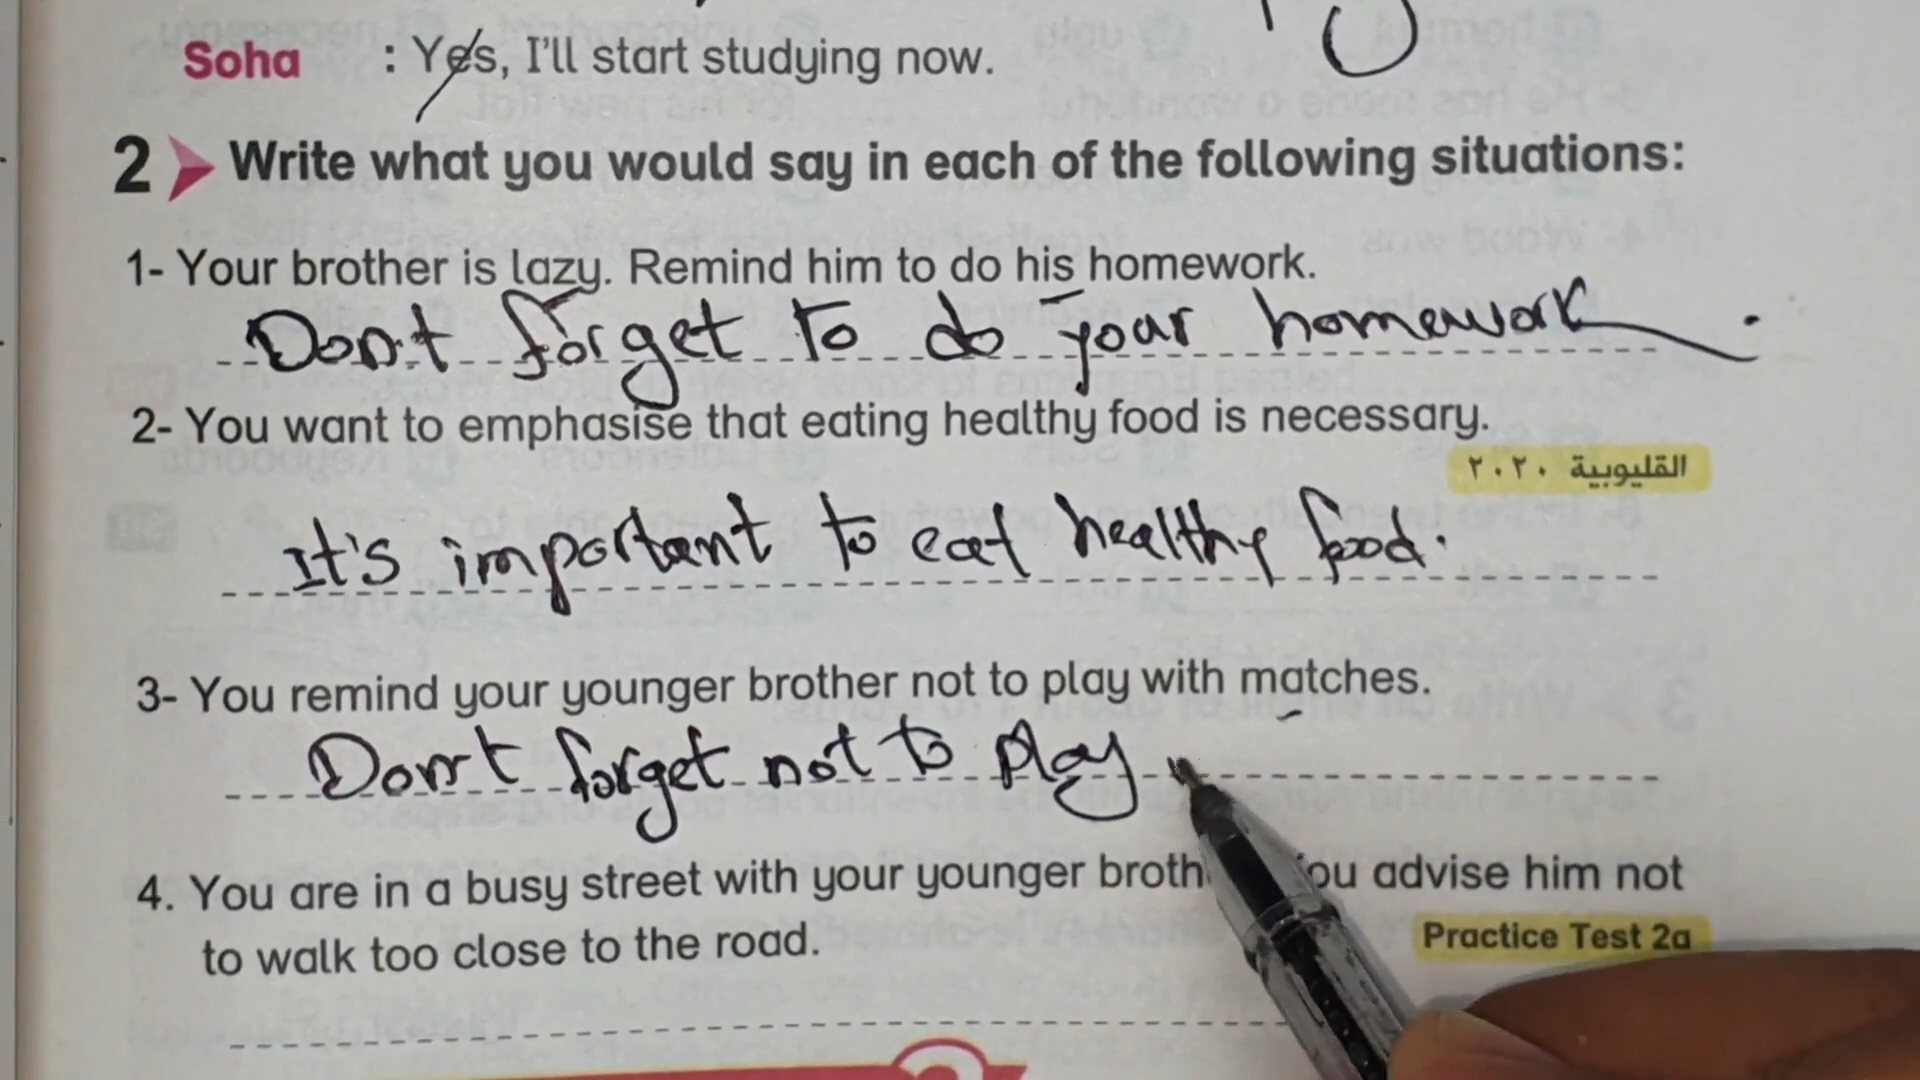 Soha : Yes, I'll start studying now.
2 Write what you would say in each of the following situations:
1- Your brother is lazy. Remind him to do his homework.
Don't forget to do your homework.
2- You want to emphasise that eating healthy food is necessary.
القليوبية ٢٠٢٠
It's important to eat healthy food.
3- You remind your younger brother not to play with matches.
Don't forget not to play
4. You are in a busy street with your younger broth ou advise him not
to walk too close to the road.
Practice Test 2a